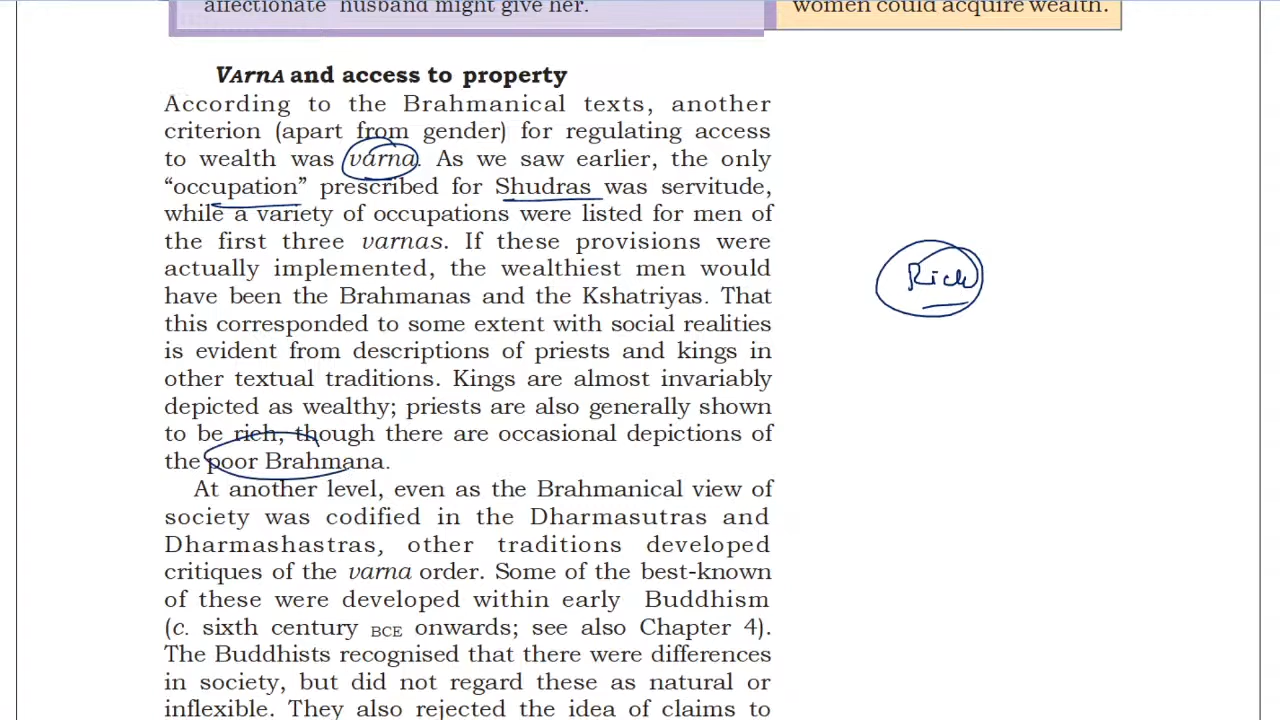 affectionate husband might give her.
women could acquire wealth.
VARNA and access to property
According to the Brahmanical texts, another
criterion (apart from gender) for regulating access
to wealth was varna. As we saw earlier, the only
“occupation” prescribed for Shudras was servitude,
while a variety of occupations were listed for men of
the first three varnas. If these provisions were
actually implemented, the wealthiest men would
have been the Brahmanas and the Kshatriyas. That
this corresponded to some extent with social realities
is evident from descriptions of priests and kings in
other textual traditions. Kings are almost invariably
depicted as wealthy; priests are also generally shown
to be rich, though there are occasional depictions of
the poor Brahmana.
At another level, even as the Brahmanical view of
society was codified in the Dharmasutras and
Dharmashastras, other traditions developed
critiques of the varna order. Some of the best-known
of these were developed within early Buddhism
(c. sixth century BCE onwards; see also Chapter 4).
The Buddhists recognised that there were differences
in society, but did not regard these as natural or
inflexible. They also rejected the idea of claims to
Rich